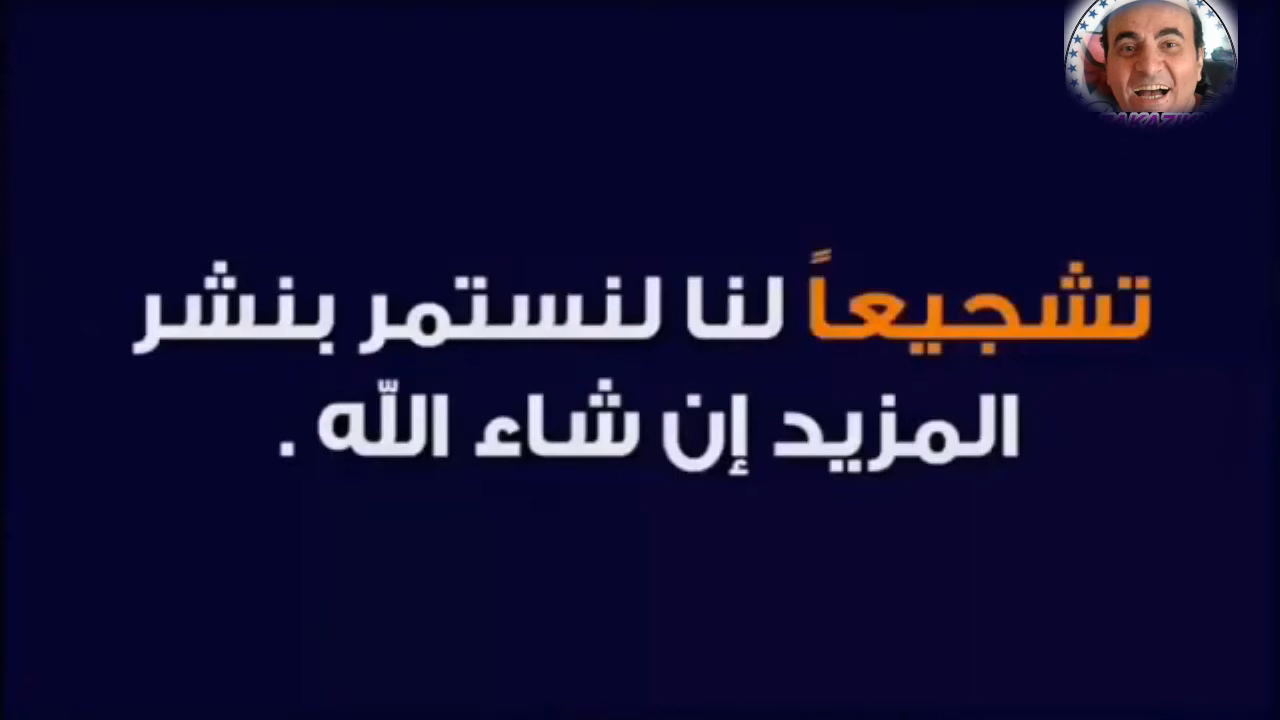 تشجيعاً لنا لنستمر بنشر
المزيد إن شاء الله .